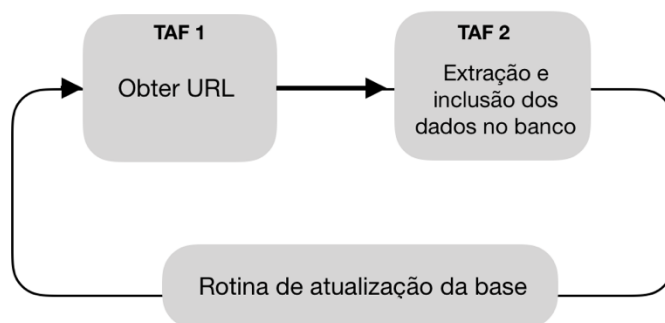 TAF 1
Obter URL
TAF 2
Extração e
inclusão dos
dados no banco
Rotina de atualização da base